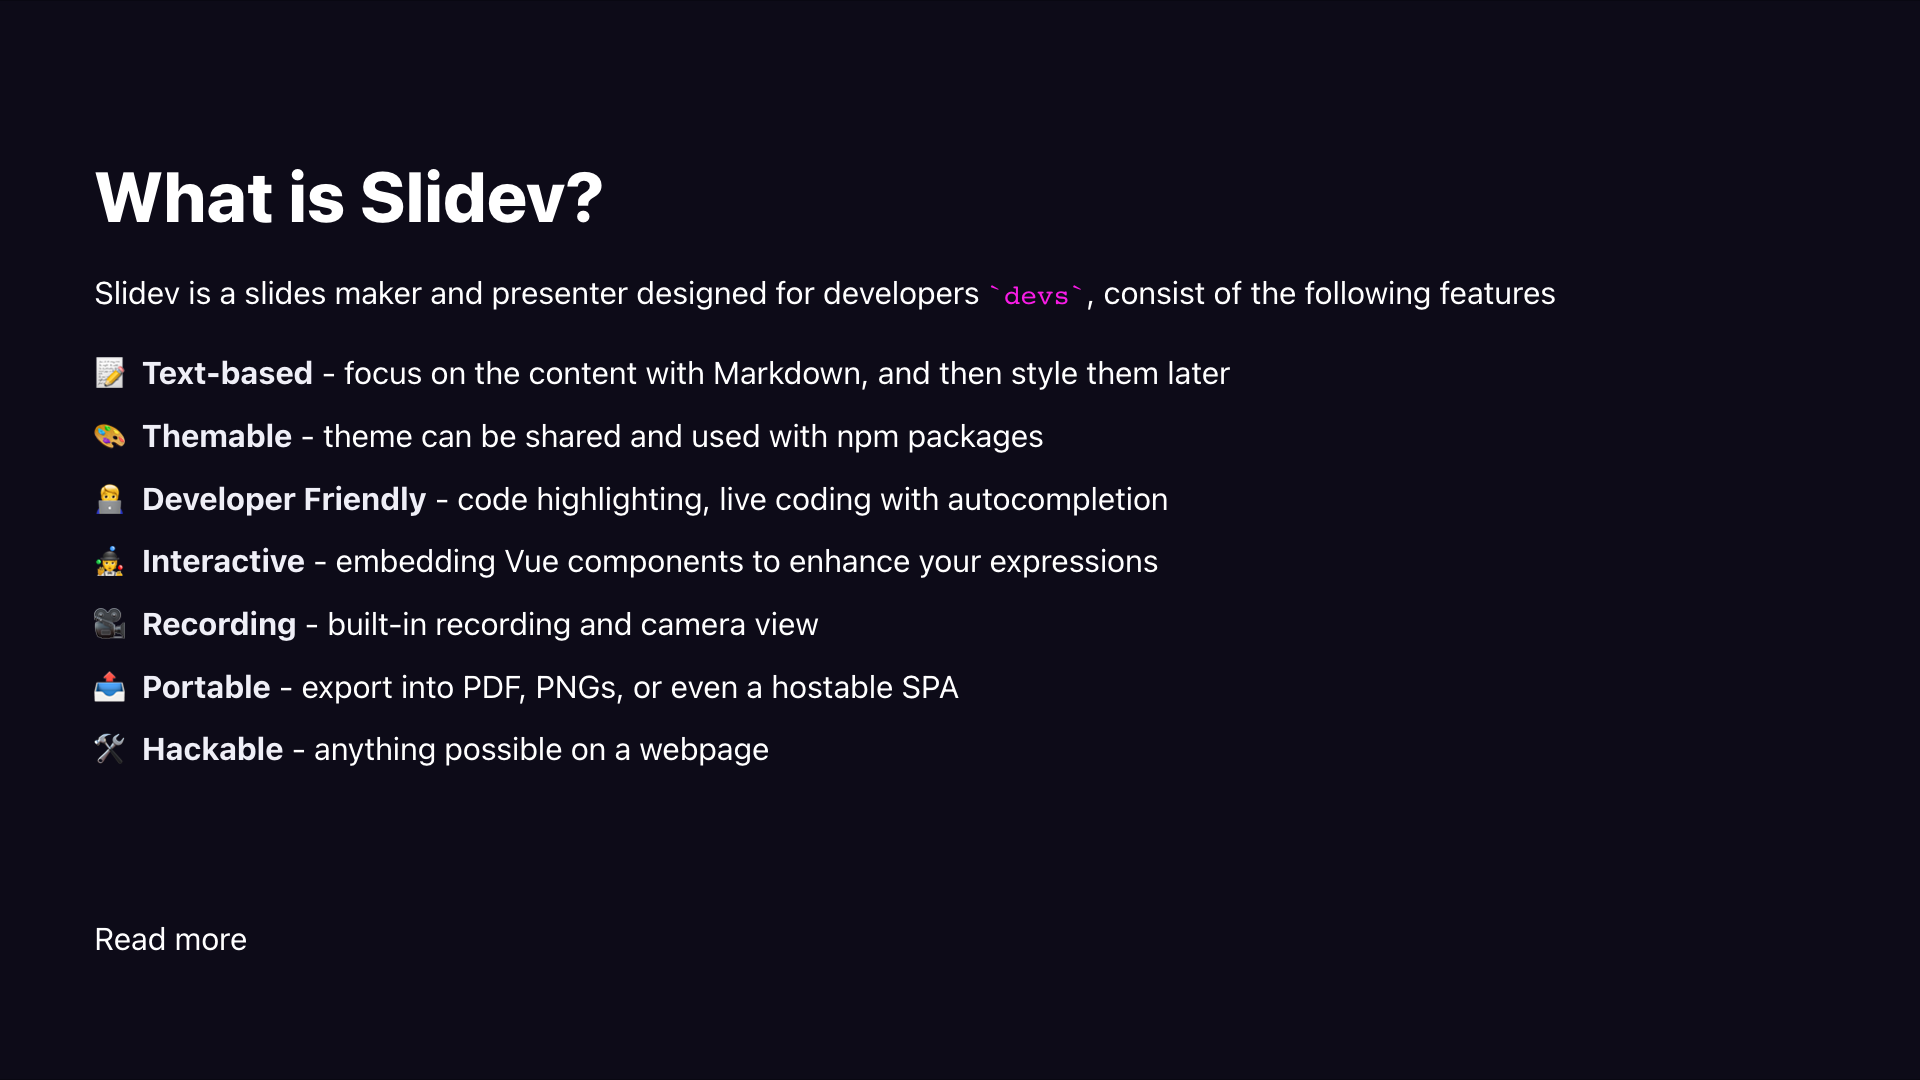 What is Slidev?
Slidev is a slides maker and presenter designed for developers `devs`, consist of the following features
📝 Text-based - focus on the content with Markdown, and then style them later
🎨 Themable - theme can be shared and used with npm packages
🧑‍💻 Developer Friendly - code highlighting, live coding with autocompletion
🤹 Interactive - embedding Vue components to enhance your expressions
🎥 Recording - built-in recording and camera view
📤 Portable - export into PDF, PNGs, or even a hostable SPA
🛠 Hackable - anything possible on a webpage
Read more